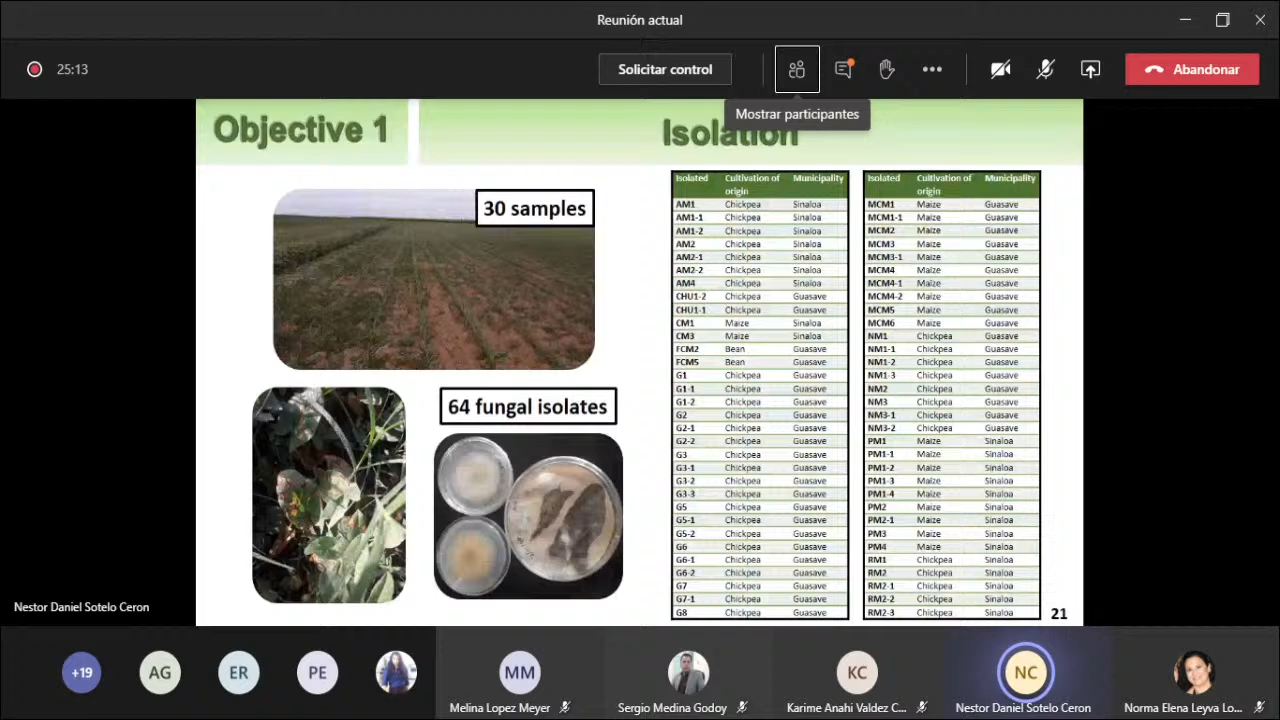 Reunión actual
25:13
Solicitar control
Abandonar
Mostrar participantes
Objective 1
Isolation
30 samples
64 fungal isolates
Isolated Cultivation of origin Municipality
AM1 Chickpea Sinaloa
AM1-1 Chickpea Sinaloa
AM1-2 Chickpea Sinaloa
AM2 Chickpea Sinaloa
AM2-1 Chickpea Sinaloa
AM2-2 Chickpea Sinaloa
AM4 Chickpea Sinaloa
CHU1-2 Chickpea Guasave
CHU1-1 Chickpea Guasave
CM1 Maize Sinaloa
CM3 Maize Sinaloa
FCM2 Bean Guasave
FCM5 Bean Guasave
G1 Chickpea Guasave
G1-1 Chickpea Guasave
G1-2 Chickpea Guasave
G2 Chickpea Guasave
G2-1 Chickpea Guasave
G2-2 Chickpea Guasave
G3 Chickpea Guasave
G3-1 Chickpea Guasave
G3-2 Chickpea Guasave
G3-3 Chickpea Guasave
G5 Chickpea Guasave
G5-1 Chickpea Guasave
G5-2 Chickpea Guasave
G6 Chickpea Guasave
G6-1 Chickpea Guasave
G6-2 Chickpea Guasave
G7 Chickpea Guasave
G7-1 Chickpea Guasave
G8 Chickpea Guasave
Isolated Cultivation of origin Municipality
MCM1 Maize Guasave
MCM1-1 Maize Guasave
MCM2 Maize Guasave
MCM3 Maize Guasave
MCM3-1 Maize Guasave
MCM4 Maize Guasave
MCM4-1 Maize Guasave
MCM4-2 Maize Guasave
MCM5 Maize Guasave
MCM6 Maize Guasave
NM1 Chickpea Guasave
NM1-1 Chickpea Guasave
NM1-2 Chickpea Guasave
NM1-3 Chickpea Guasave
NM2 Chickpea Guasave
NM3 Chickpea Guasave
NM3-1 Chickpea Guasave
NM3-2 Chickpea Guasave
PM1 Maize Sinaloa
PM1-1 Maize Sinaloa
PM1-2 Maize Sinaloa
PM1-3 Maize Sinaloa
PM1-4 Maize Sinaloa
PM2 Maize Sinaloa
PM2-1 Maize Sinaloa
PM3 Maize Sinaloa
PM4 Maize Sinaloa
RM1 Chickpea Sinaloa
RM2 Chickpea Sinaloa
RM2-1 Chickpea Sinaloa
RM2-2 Chickpea Sinaloa
RM2-3 Chickpea Sinaloa
21
Nestor Daniel Sotelo Ceron
+19
AG
ER
PE
MM
KC
NC
Melina Lopez Meyer
Sergio Medina Godoy
Karime Anahi Valdez C...
Nestor Daniel Sotelo Ceron
Norma Elena Leyva Lo...